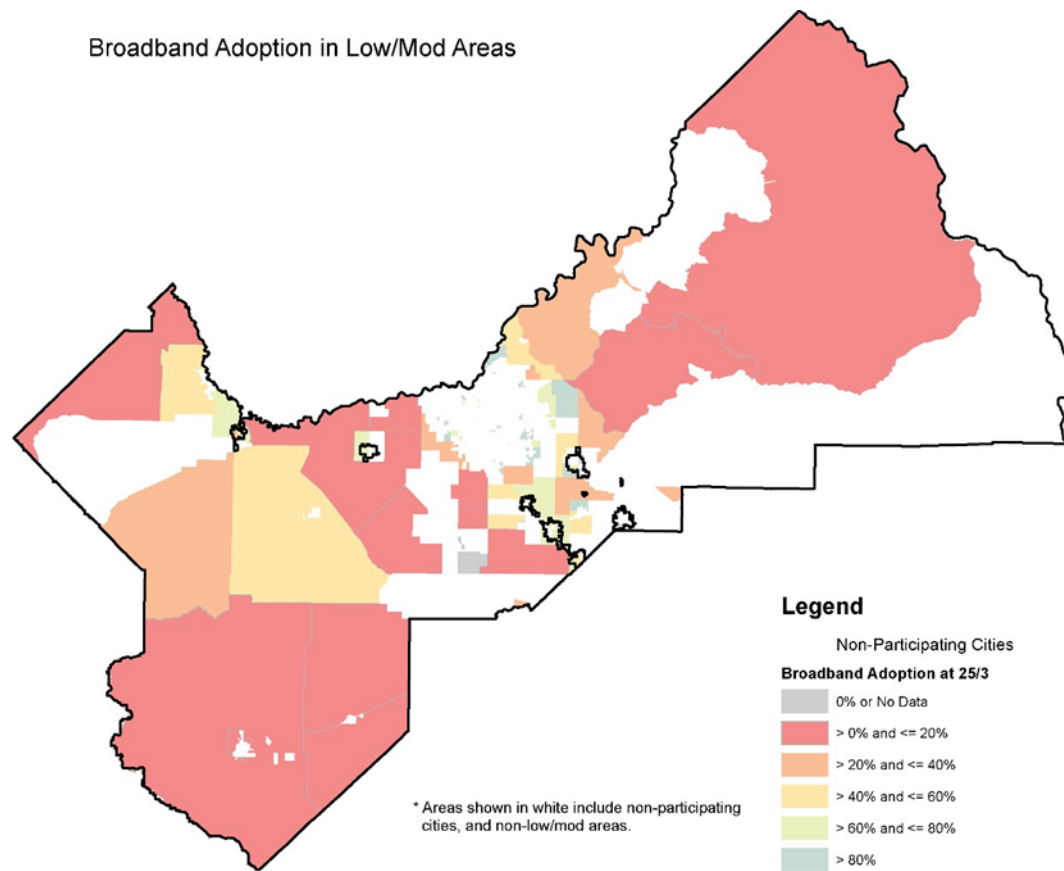 Broadband Adoption in Low/Mod Areas
Legend
Non-Participating Cities
Broadband Adoption at 25/3
0% or No Data
> 0% and <= 20%
> 20% and <= 40%
> 40% and <= 60%
> 60% and <= 80%
> 80%
* Areas shown in white include non-participating
cities, and non-low/mod areas.